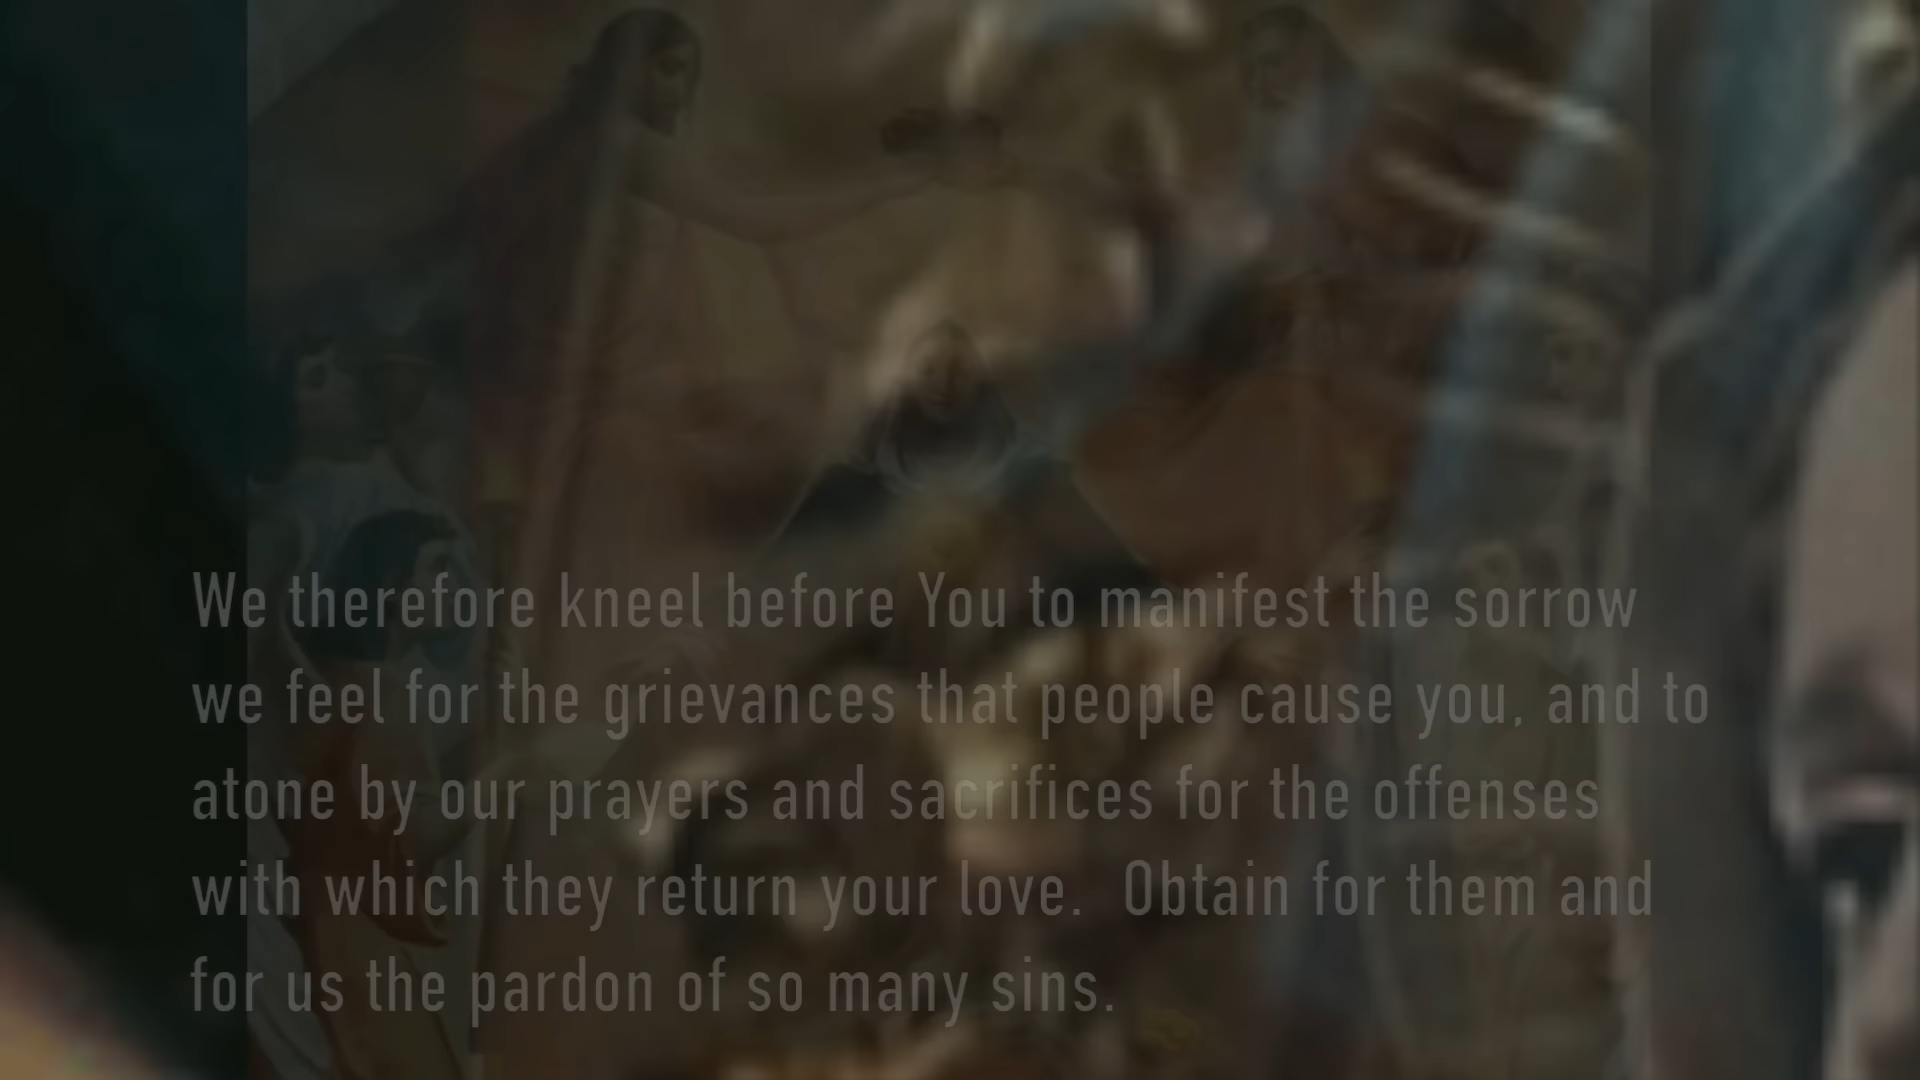 We therefore kneel before You to manifest the sorrow
we feel for the grievances that people cause you, and to
atone by our prayers and sacrifices for the offenses
with which they return your love.  Obtain for them and
for us the pardon of so many sins.